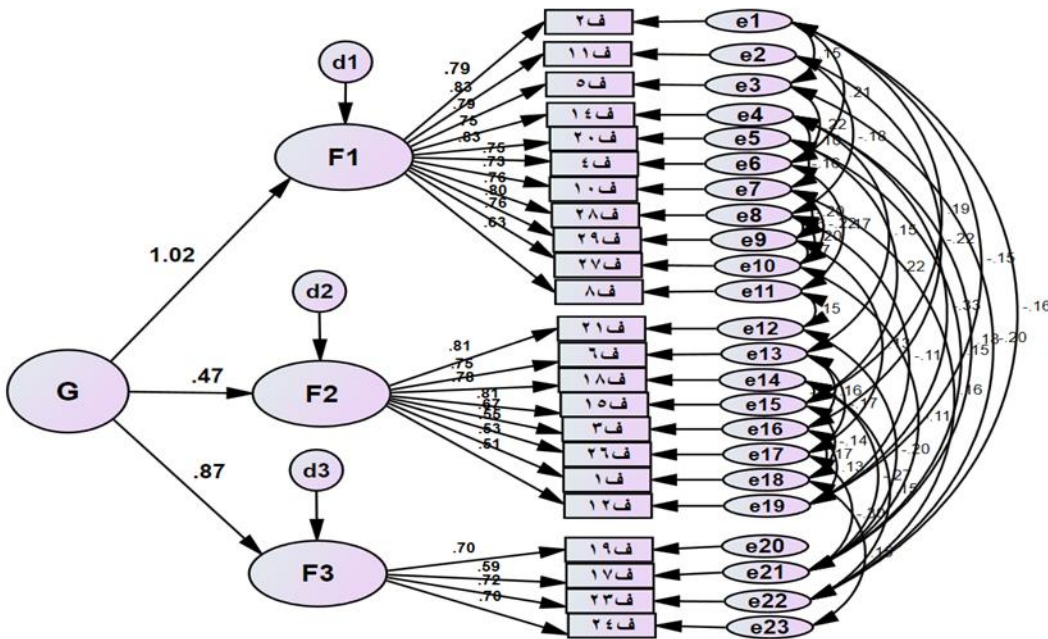 ف٢
e1
d1
ف١١
e2
.79
.15
.83
ف٥
e3
.79
.21
ف١٤
e4
.75
.22
-.18
F1
.83
ف٢٠
e5
.75
ف٤
e6
-.16
.73
.76
ف١٠
e7
.80
ف٢٨
e8
.76
.19
.63
ف٢٩
e9
.15
-.22
1.02
ف٢٧
e10
-.15
.22
d2
ف٨
e11
.15
.33
-.16
ف٢١
e12
-.20
.81
.18
.75
ف٦
e13
-.11
.15
.78
G
.47
F2
ف١٨
e14
.16
.81
ف١٥
e15
.67
.11
ف٣
e16
.55
-.14
.53
ف٢٦
e17
-.20
.51
d3
.87
ف١
e18
.13
ف١٢
e19
ف١٩
e20
.70
F3
.59
ف١٧
e21
.72
ف٢٣
e22
.70
ف٢٤
e23